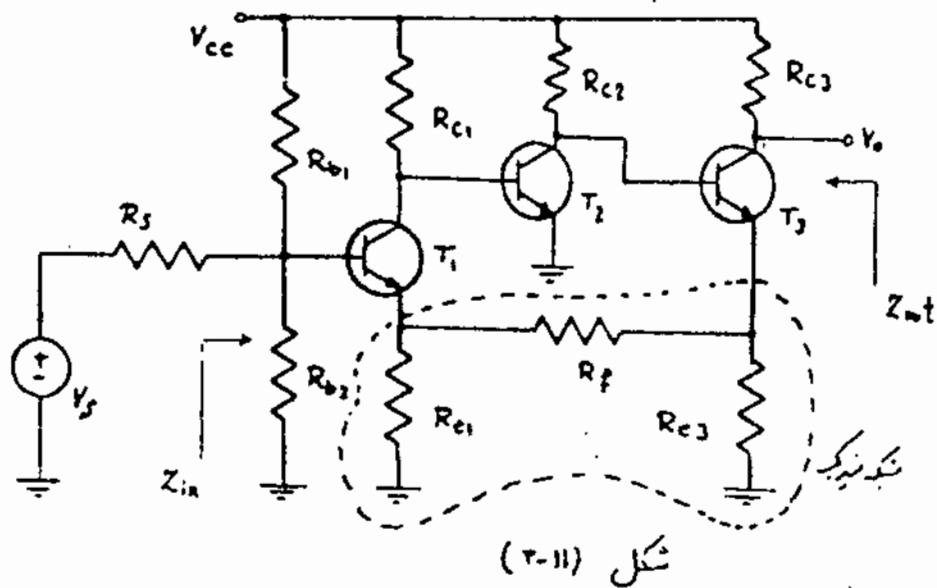 Vcc
Rb1
Rc1
Rc2
Rc3
Vo
Rs
T1
T2
T3
Zout
Vs
Zin
Rb2
Re1
Rf
Re3
شبکه فیدبک
شکل (۱۱-۲)